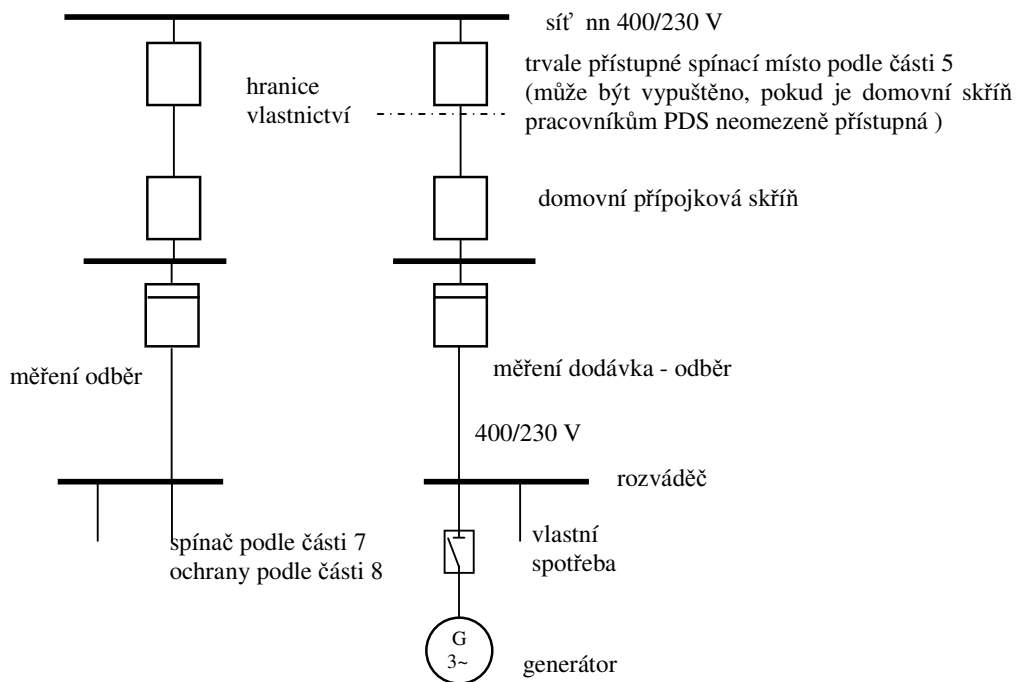 síť nn 400/230 V
trvale přístupné spínací místo podle části 5
(může být vypuštěno, pokud je domovní skříň
pracovníkům PDS neomezeně přístupná )
hranice
vlastnictví
domovní přípojková skříň
měření odběr
měření dodávka - odběr
400/230 V
rozváděč
spínač podle části 7
ochrany podle části 8
vlastní
spotřeba
G
3~
generátor